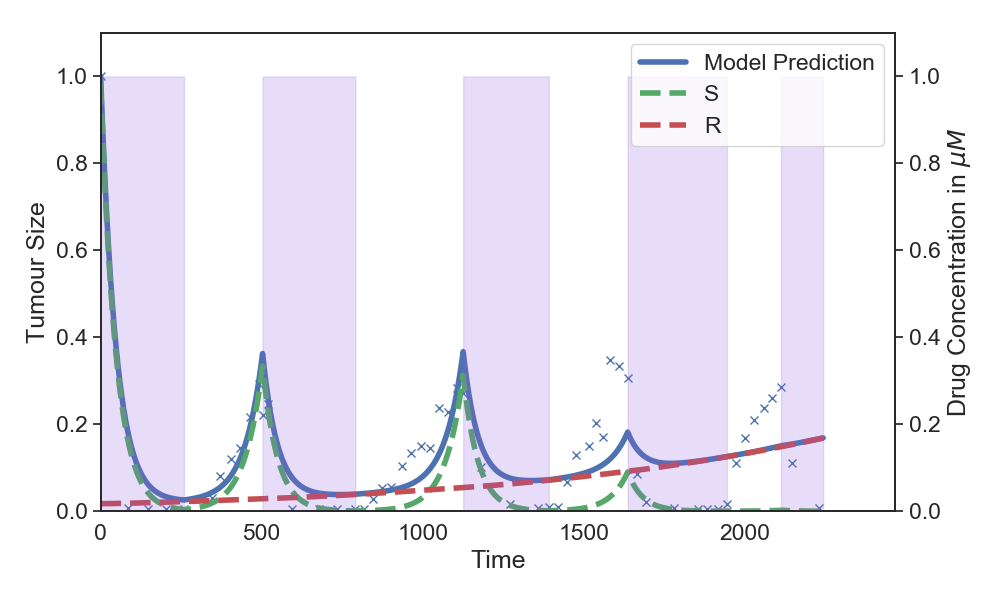 Model Prediction
S
R
1.0
0.8
0.6
0.4
0.2
0.0
Tumour Size
1.0
0.8
0.6
0.4
0.2
0.0
Drug Concentration in μM
0
500
1000
1500
2000
Time